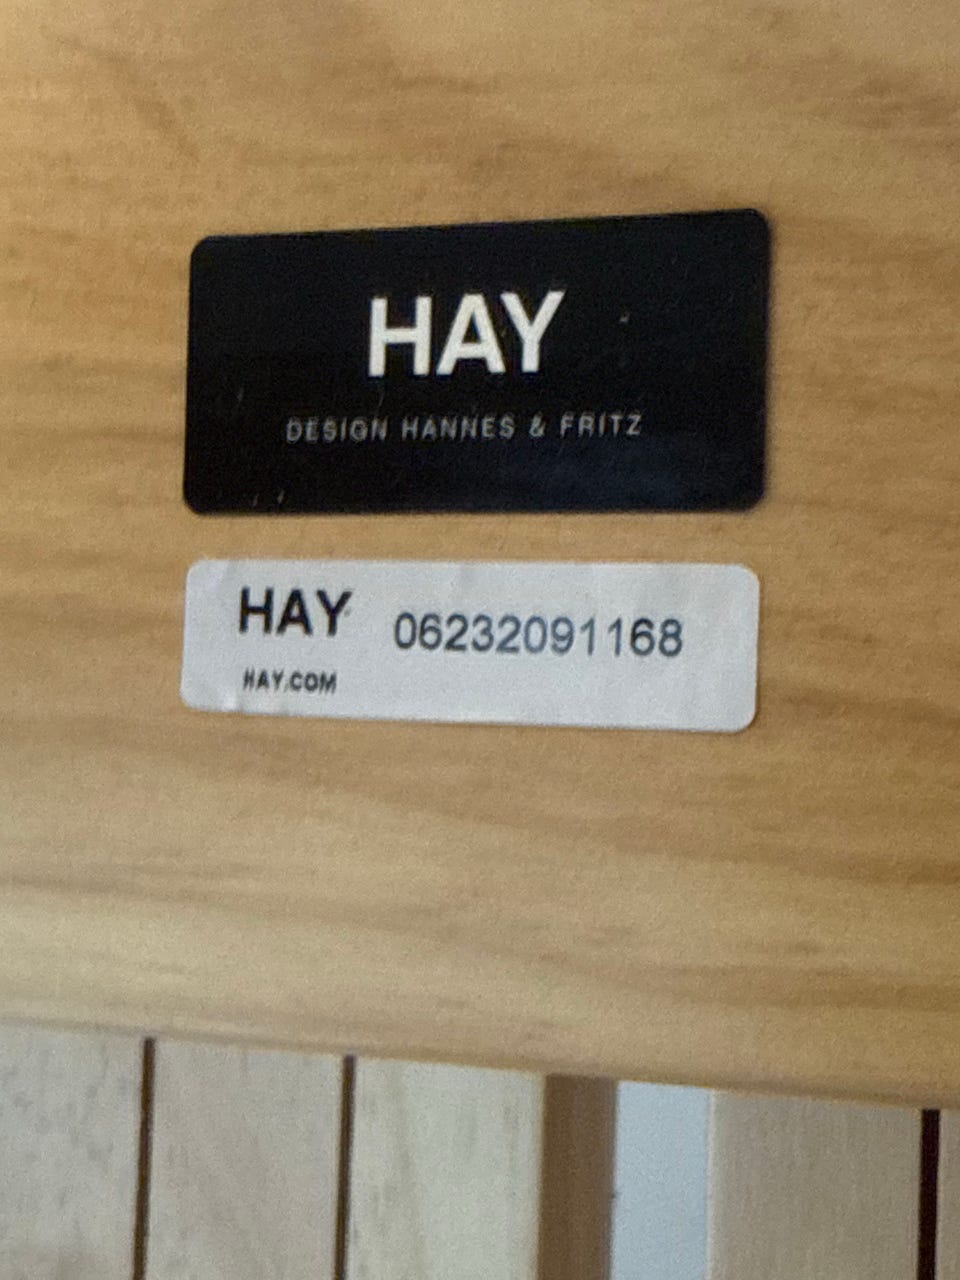 HAY
DESIGN HANNES & FRITZ
HAY 06232091168
HAY.COM